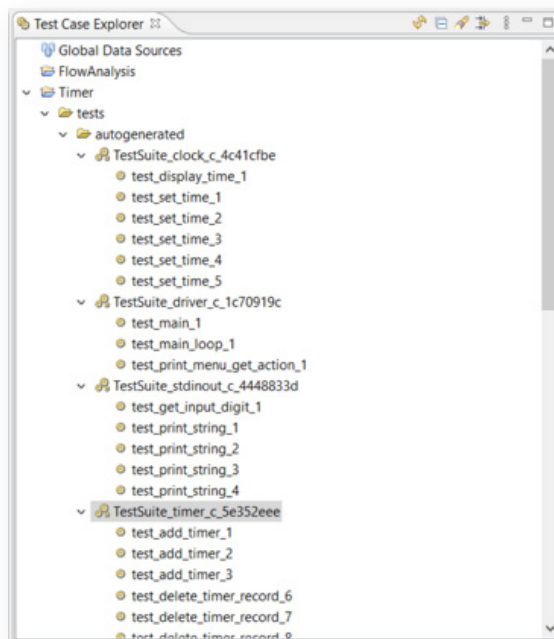 Test Case Explorer
Global Data Sources
FlowAnalysis
Timer
tests
autogenerated
TestSuite_clock_c_4c41cfbe
test_display_time_1
test_set_time_1
test_set_time_2
test_set_time_3
test_set_time_4
test_set_time_5
TestSuite_driver_c_1c70919c
test_main_1
test_main_loop_1
test_print_menu_get_action_1
TestSuite_stdinout_c_4448833d
test_get_input_digit_1
test_print_string_1
test_print_string_2
test_print_string_3
test_print_string_4
TestSuite_timer_c_5e352eee
test_add_timer_1
test_add_timer_2
test_add_timer_3
test_delete_timer_record_6
test_delete_timer_record_7
test_delete_timer_record_8